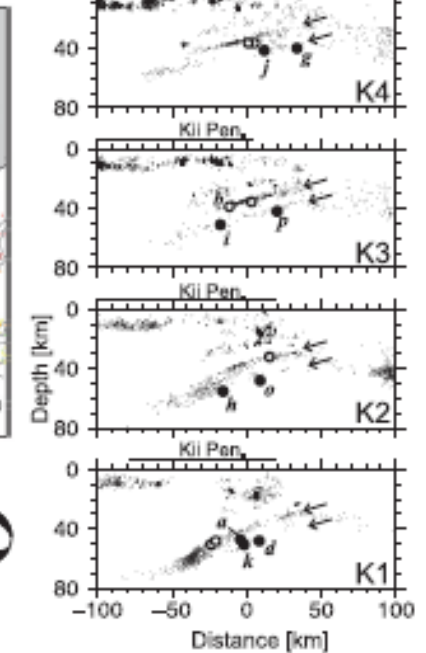 40
80
j
g
K4
Kii Pen.
0
40
80
b
i
p
K3
Kii Pen.
0
40
80
h
o
K2
Depth [km]
Kii Pen.
0
40
80
a
k
d
K1
−100 −50 0 50 100
Distance [km]